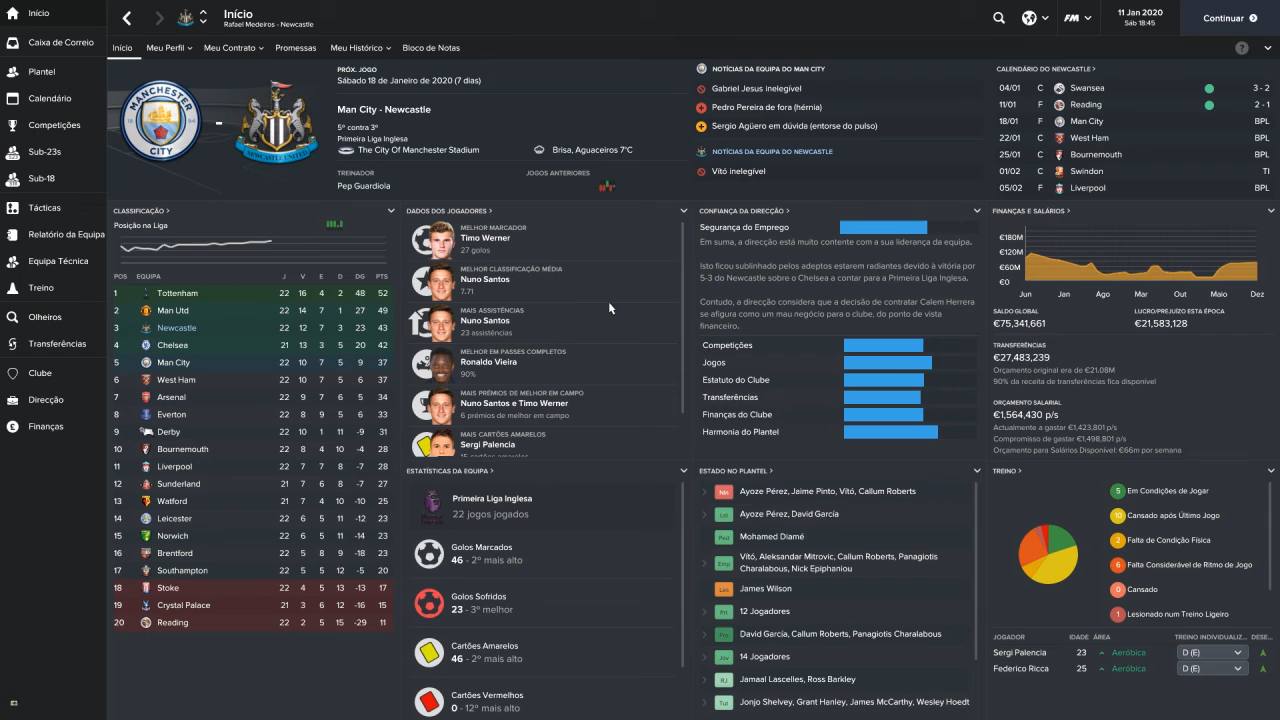 Início
Caixa de Correio
Plantel
Calendário
Competições
Sub-23s
Sub-18
Tácticas
Relatório da Equipa
Equipa Técnica
Treino
Olheiros
Transferências
Clube
Direcção
Finanças
Início
Rafael Medeiros - Newcastle
FM
11 Jan 2020
Sáb 18:45
Continuar
Início Meu Perfil Meu Contrato Promessas Meu Histórico Bloco de Notas
PRÓX. JOGO
Sábado 18 de Janeiro de 2020 (7 dias)
Man City - Newcastle
5º contra 3º
Primeira Liga Inglesa
The City Of Manchester Stadium
Brisa, Aguaceiros 7°C
TREINADOR
Pep Guardiola
JOGOS ANTERIORES
NOTÍCIAS DA EQUIPA DO MAN CITY
Gabriel Jesus inelegível
Pedro Pereira de fora (hérnia)
Sergio Agüero em dúvida (entorse do pulso)
NOTÍCIAS DA EQUIPA DO NEWCASTLE
Vitó inelegível
CALENDÁRIO DO NEWCASTLE >
04/01 C Swansea 3 - 2
11/01 F Reading 2 - 1
18/01 F Man City BPL
22/01 C West Ham BPL
25/01 C Bournemouth BPL
01/02 C Swindon TI
05/02 F Liverpool BPL
CLASSIFICAÇÃO >
Posição na Liga
POS EQUIPA J V E D DG PTS
1 Tottenham 22 16 4 2 48 52
2 Man Utd 22 14 7 1 27 49
3 Newcastle 22 12 7 3 23 43
4 Chelsea 21 13 3 5 20 42
5 Man City 22 10 7 5 9 37
6 West Ham 22 10 7 5 6 37
7 Arsenal 22 9 7 6 5 34
8 Everton 22 8 9 5 6 33
9 Derby 22 10 1 11 -9 31
10 Bournemouth 22 8 4 10 -4 28
11 Liverpool 22 7 7 8 -7 28
12 Sunderland 21 7 6 8 -7 27
13 Watford 21 7 4 10 -10 25
14 Leicester 22 6 5 11 -12 23
15 Norwich 22 6 5 11 -14 23
16 Brentford 22 5 8 9 -18 23
17 Southampton 22 5 5 12 -5 20
18 Stoke 22 4 5 13 -13 17
19 Crystal Palace 21 3 6 12 -16 15
20 Reading 22 2 5 15 -29 11
DADOS DOS JOGADORES >
MELHOR MARCADOR
Timo Werner
27 golos
MELHOR CLASSIFICAÇÃO MÉDIA
Nuno Santos
7.71
MAIS ASSISTÊNCIAS
Nuno Santos
23 assistências
MELHOR EM PASSES COMPLETOS
Ronaldo Vieira
90%
MAIS PRÉMIOS DE MELHOR EM CAMPO
Nuno Santos e Timo Werner
6 prémios de melhor em campo
MAIS CARTÕES AMARELOS
Sergi Palencia
15 cartões amarelos
ESTATÍSTICAS DA EQUIPA >
Primeira Liga Inglesa
22 jogos jogados
Golos Marcados
46 - 2º mais alto
Golos Sofridos
23 - 3º melhor
Cartões Amarelos
46 - 2º mais alto
Cartões Vermelhos
0 - 12º mais alto
CONFIANÇA DA DIRECÇÃO >
Segurança do Emprego
Em suma, a direcção está muito contente com a sua liderança da equipa.
Isto ficou sublinhado pelos adeptos estarem radiantes devido à vitória por
5-3 do Newcastle sobre o Chelsea a contar para a Primeira Liga Inglesa.
Contudo, a direcção considera que a decisão de contratar Calem Herrera
se afigura como um mau negócio para o clube, do ponto de vista
financeiro.
Competições
Jogos
Estatuto do Clube
Transferências
Finanças do Clube
Harmonia do Plantel
ESTADO NO PLANTEL >
Nik Ayoze Pérez, Jaime Pinto, Vitó, Callum Roberts
Lst Ayoze Pérez, David García
Ped Mohamed Diamé
Emp Vitó, Aleksandar Mitrovic, Callum Roberts, Panagiotis
Charalabous, Nick Epiphaniou
Les James Wilson
Prt 12 Jogadores
Pro David García, Callum Roberts, Panagiotis Charalabous
Jov 14 Jogadores
RJ Jamaal Lascelles, Ross Barkley
Tut Jonjo Shelvey, Grant Hanley, James McCarthy, Wesley Hoedt
FINANÇAS E SALÁRIOS >
€180M
€120M
€60M
€0
Jun Jan Ago Mar Out Maio Dez
SALDO GLOBAL
€75,341,661
LUCRO/PREJUÍZO ESTA ÉPOCA
€21,583,128
TRANSFERÊNCIAS
€27,483,239
Orçamento original era de €21.08M
90% da receita de transferências fica disponível
ORÇAMENTO SALARIAL
€1,564,430 p/s
Actualmente a gastar €1,423,801 p/s
Compromisso de gastar €1,498,801 p/s
Orçamento para Salários Disponível: €66m por semana
TREINO >
5 Em Condições de Jogar
10 Cansado após Último Jogo
2 Falta de Condição Física
6 Falta Considerável de Ritmo de Jogo
0 Cansado
1 Lesionado num Treino Ligeiro
JOGADOR IDADE ÁREA TREINO INDIVIDUALIZ... DESE...
Sergi Palencia 23 Aeróbica D (E)
Federico Ricca 25 Aeróbica D (E)